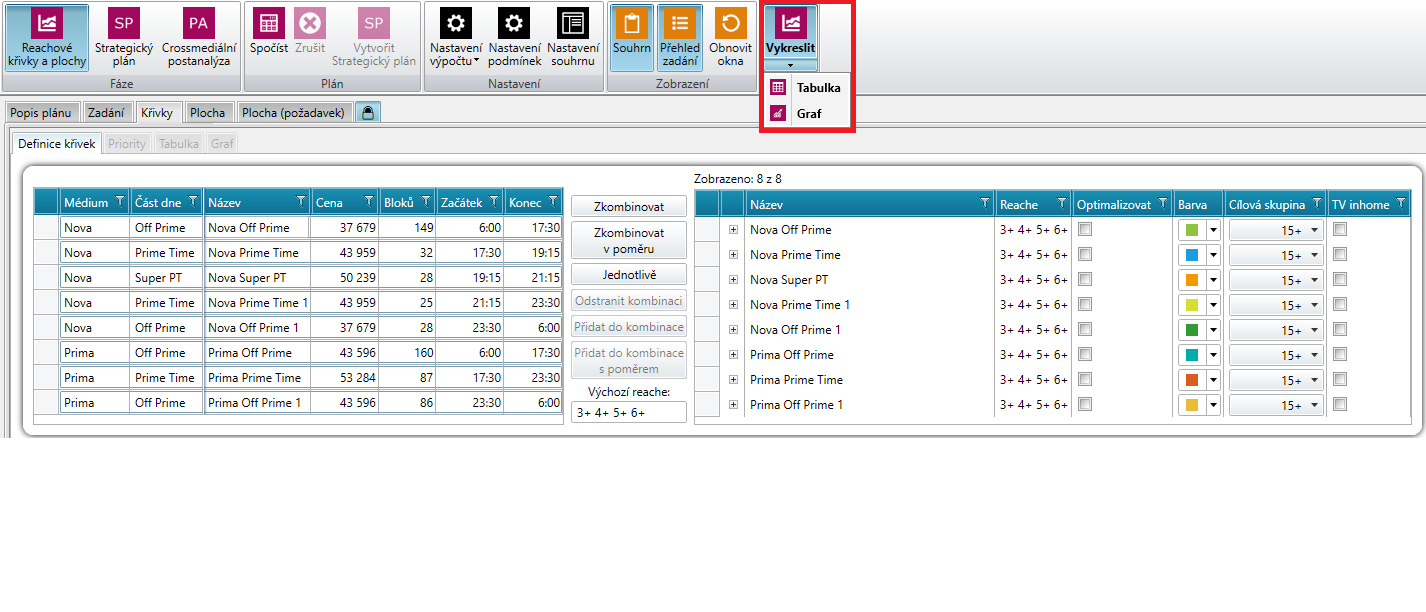 Reachové
křivky a plochy
SP
Strategický
plán
PA
Crossmediální
postanalýza
Fáze
Spočíst
Zrušit
SP
Vytvořit
Strategický plán
Plán
Nastavení
výpočtu
Nastavení
podmínek
Nastavení
souhrnu
Nastavení
Souhrn
Přehled
zadání
Obnovit
okna
Zobrazení
Vykreslit
Tabulka
Graf
Popis plánu Zadání Křivky Plocha Plocha (požadavek)
Definice křivek Priority Tabulka Graf
Médium Část dne Název Cena Bloků Začátek Konec
Nova Off Prime Nova Off Prime 37 679 149 6:00 17:30
Nova Prime Time Nova Prime Time 43 959 32 17:30 19:15
Nova Super PT Nova Super PT 50 239 28 19:15 21:15
Nova Prime Time Nova Prime Time 1 43 959 25 21:15 23:30
Nova Off Prime Nova Off Prime 1 37 679 28 23:30 6:00
Prima Off Prime Prima Off Prime 43 596 160 6:00 17:30
Prima Prime Time Prima Prime Time 53 284 87 17:30 23:30
Prima Off Prime Prima Off Prime 1 43 596 86 23:30 6:00
Zkombinovat
Zkombinovat
v poměru
Jednotlivě
Odstranit kombinaci
Přidat do kombinace
Přidat do kombinace
s poměrem
Výchozí reache:
3+ 4+ 5+ 6+
Zobrazeno: 8 z 8
Název Reache Optimalizovat Barva Cílová skupina TV inhome
Nova Off Prime 3+ 4+ 5+ 6+ 15+
Nova Prime Time 3+ 4+ 5+ 6+ 15+
Nova Super PT 3+ 4+ 5+ 6+ 15+
Nova Prime Time 1 3+ 4+ 5+ 6+ 15+
Nova Off Prime 1 3+ 4+ 5+ 6+ 15+
Prima Off Prime 3+ 4+ 5+ 6+ 15+
Prima Prime Time 3+ 4+ 5+ 6+ 15+
Prima Off Prime 1 3+ 4+ 5+ 6+ 15+